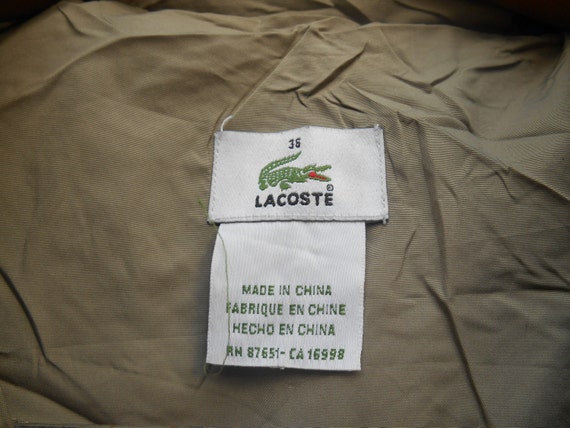 36
LACOSTE
®
MADE IN CHINA
FABRIQUE EN CHINE
HECHO EN CHINA
RN 87651- CA 16998